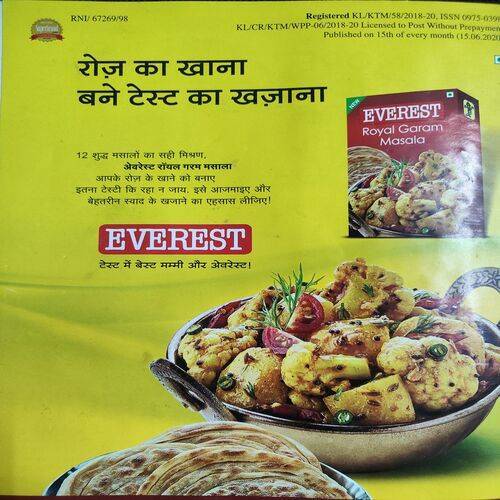 RNI/ 67269/98
Registered KL/KTM/58/2018-20, ISSN 0975-039
KL/CR/KTM/WPP-06/2018-20 Licensed to Post Without Prepayment
Published on 15th of every month (15.06.2020
रोज़ का खाना
बने टेस्ट का खज़ाना
NEW
EVEREST
Royal Garam
Masala
12 शुद्ध मसालों का सही मिश्रण,
अेवरेस्ट रॉयल गरम मसाला
आपके रोज़ के खाने को बनाए
इतना टेस्टी कि रहा न जाय. इसे आजमाइए और
बेहतरीन स्वाद के खजाने का एहसास लीजिए!
EVEREST
टेस्ट में बेस्ट मम्मी और अेवरेस्ट!